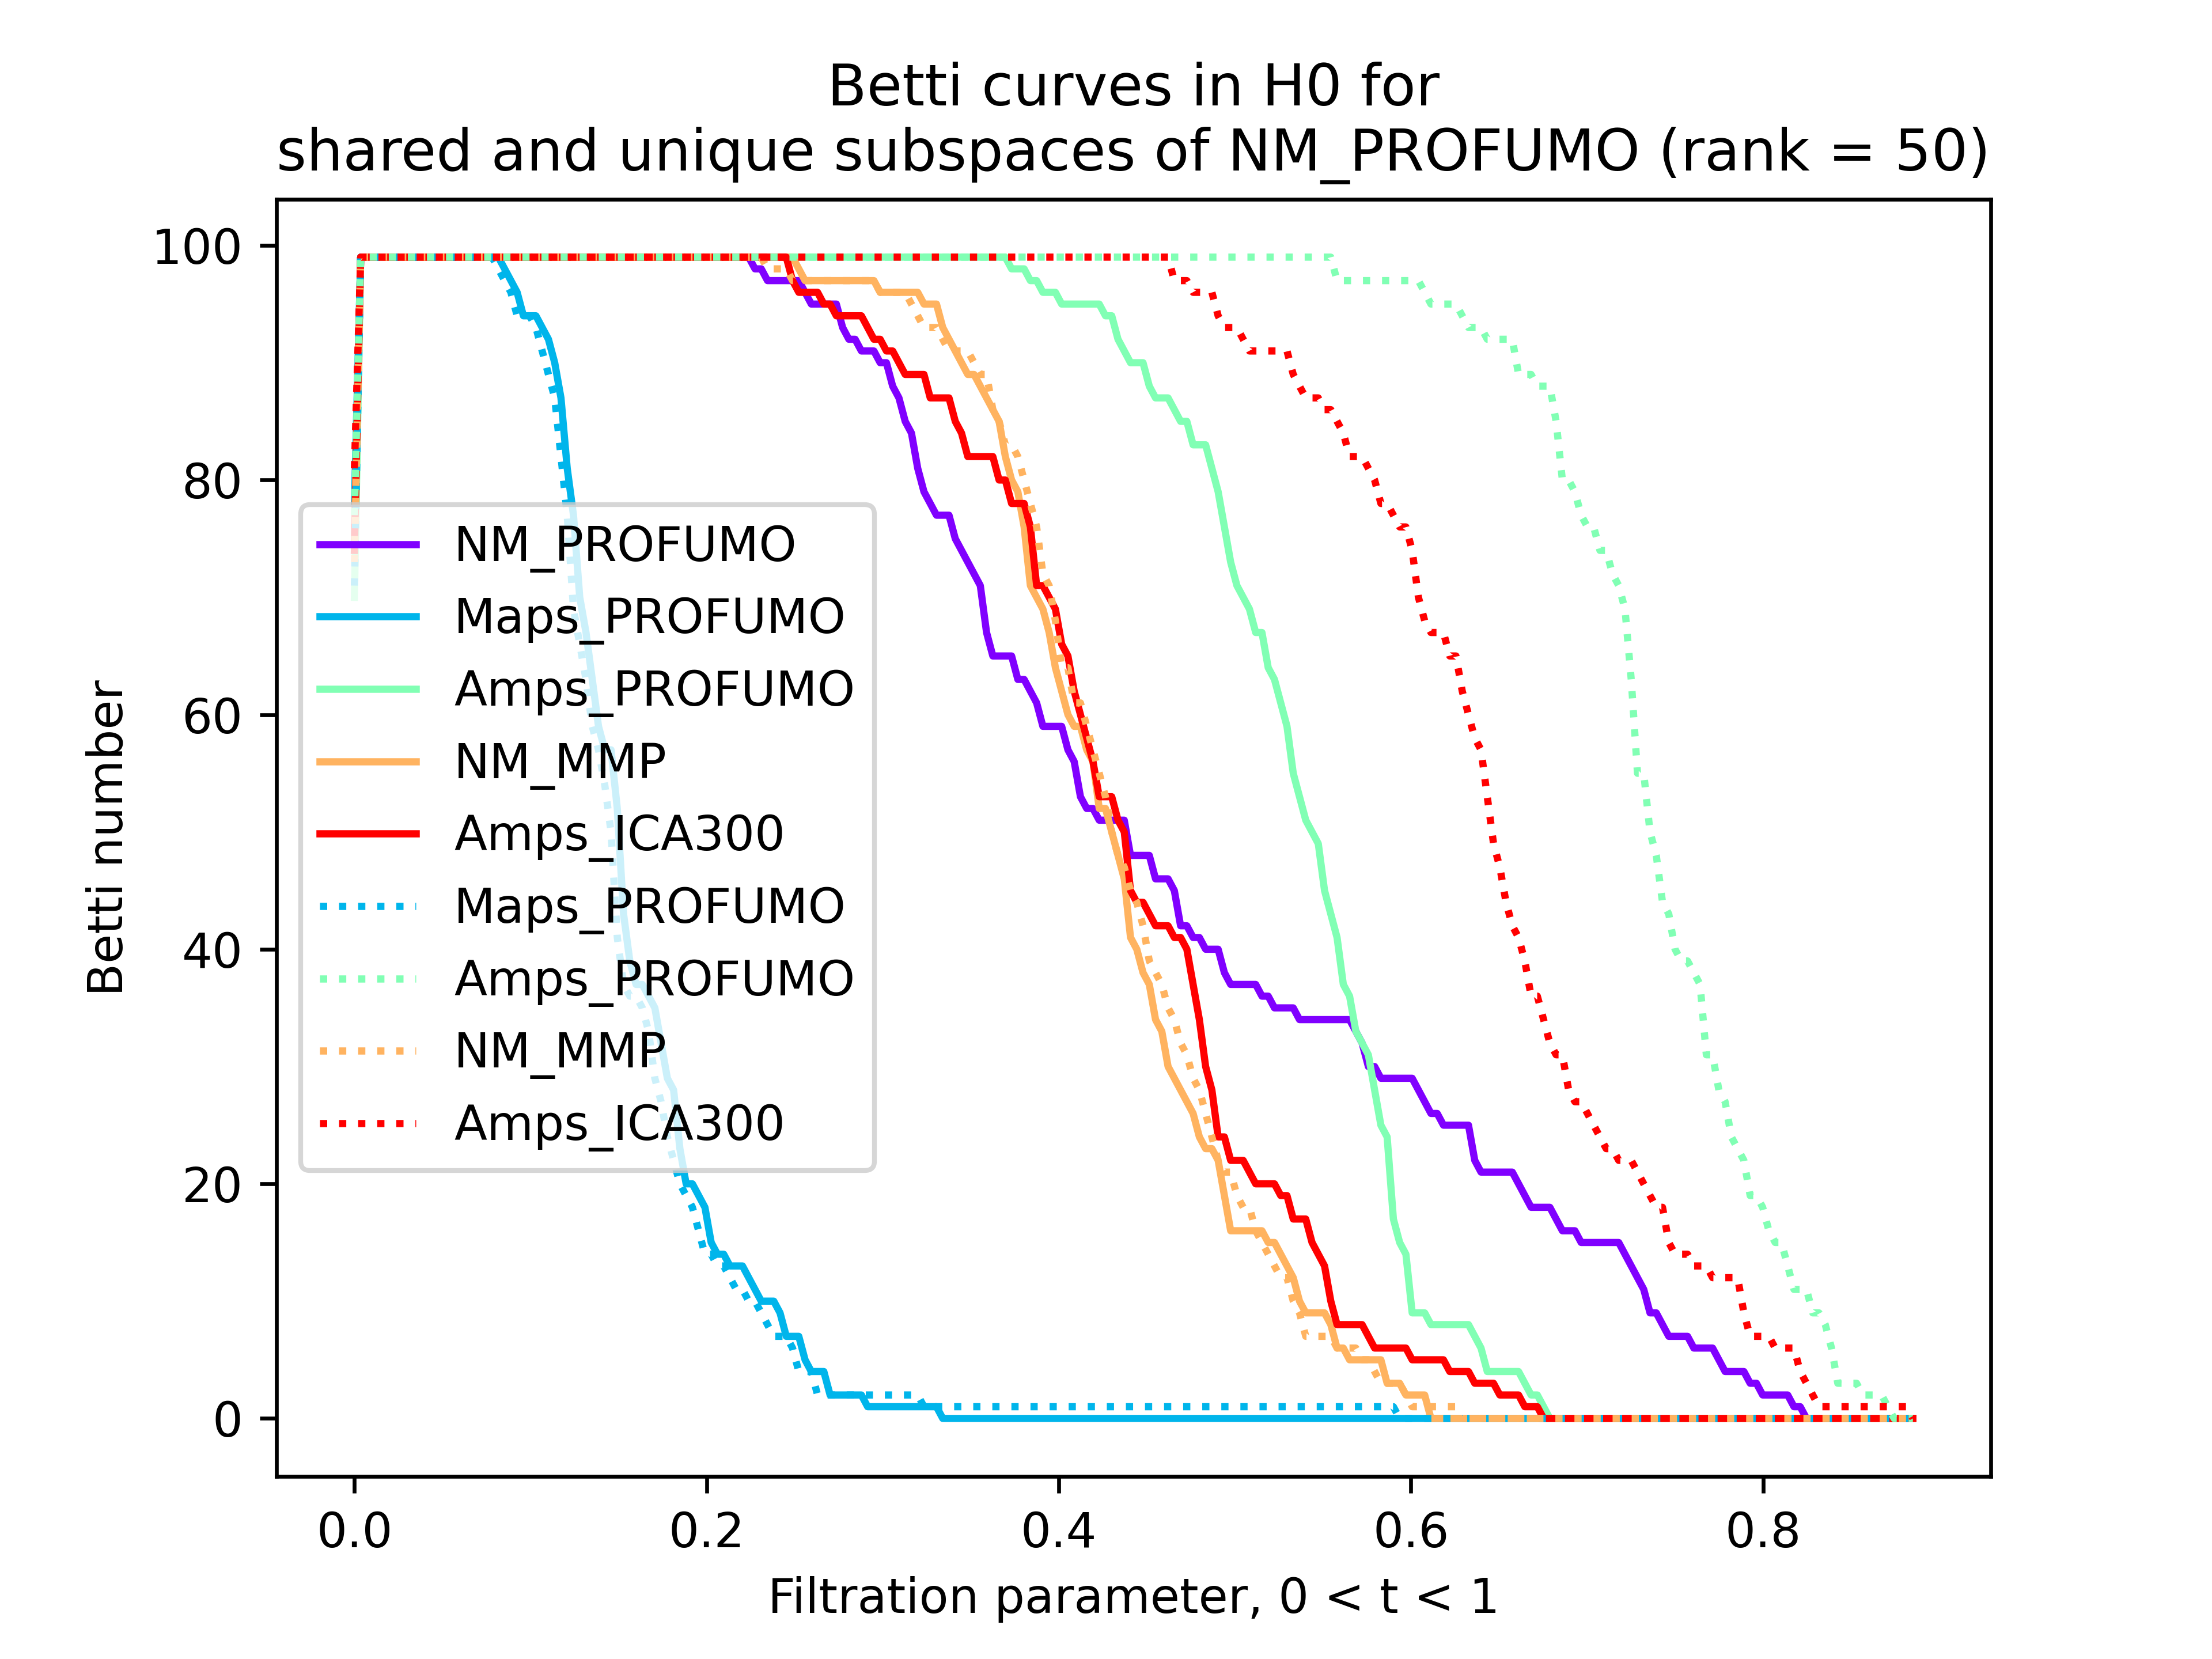 Betti curves in H0 for
shared and unique subspaces of NM_PROFUMO (rank = 50)
100
80
60
40
20
0
Betti number
NM_PROFUMO
Maps_PROFUMO
Amps_PROFUMO
NM_MMP
Amps_ICA300
Maps_PROFUMO
Amps_PROFUMO
NM_MMP
Amps_ICA300
0.0 0.2 0.4 0.6 0.8
Filtration parameter, 0 < t < 1